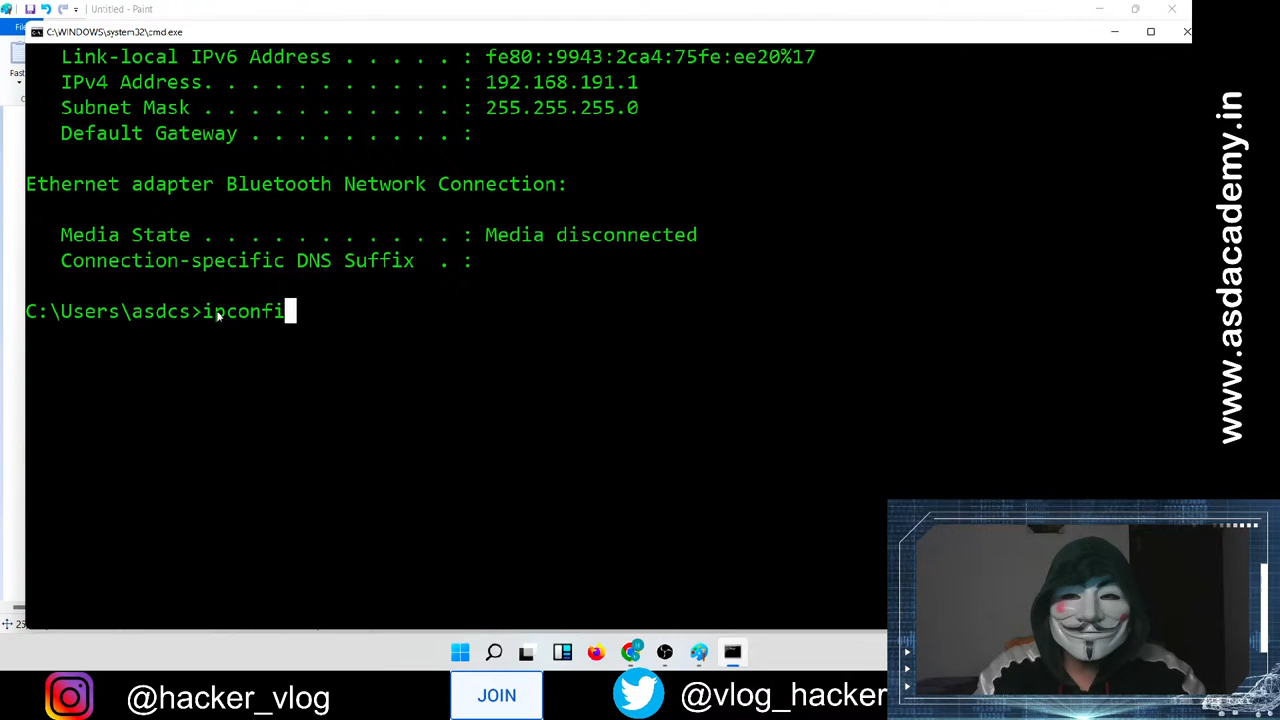 Untitled - Paint
File
C:\WINDOWS\system32\cmd.exe
Link-local IPv6 Address . . . . . : fe80::9943:2ca4:75fe:ee20%17
IPv4 Address. . . . . . . . . . . : 192.168.191.1
Subnet Mask . . . . . . . . . . . : 255.255.255.0
Default Gateway . . . . . . . . . :
Ethernet adapter Bluetooth Network Connection:
Media State . . . . . . . . . . . : Media disconnected
Connection-specific DNS Suffix  . :
C:\Users\asdcs>ipconfi
www.asdacademy.in
@hacker_vlog
JOIN
@vlog_hacker